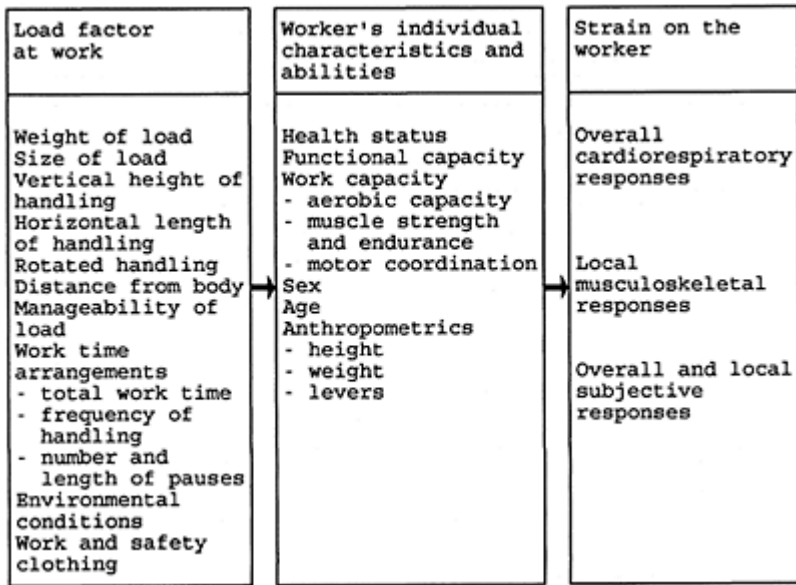 Load factor
at work
Weight of load
Size of load
Vertical height of
handling
Horizontal length
of handling
Rotated handling
Distance from body
Manageability of
load
Work time
arrangements
- total work time
- frequency of
handling
- number and
length of pauses
Environmental
conditions
Work and safety
clothing
Worker's individual
characteristics and
abilities
Health status
Functional capacity
Work capacity
- aerobic capacity
- muscle strength
and endurance
- motor coordination
Sex
Age
Anthropometrics
- height
- weight
- levers
Strain on the
worker
Overall
cardiorespiratory
responses
Local
musculoskeletal
responses
Overall and local
subjective
responses